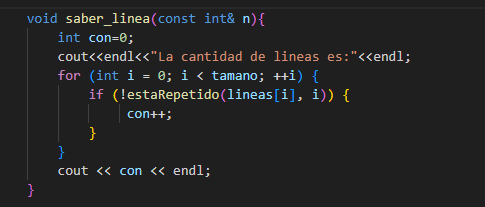 void saber_linea(const int& n){
    int con=0;
    cout<<endl<<"La cantidad de lineas es:"<<endl;
    for (int i = 0; i < tamano; ++i) {
        if (!estaRepetido(lineas[i], i)) {
             con++;
        }
    }
    cout << con << endl;
}